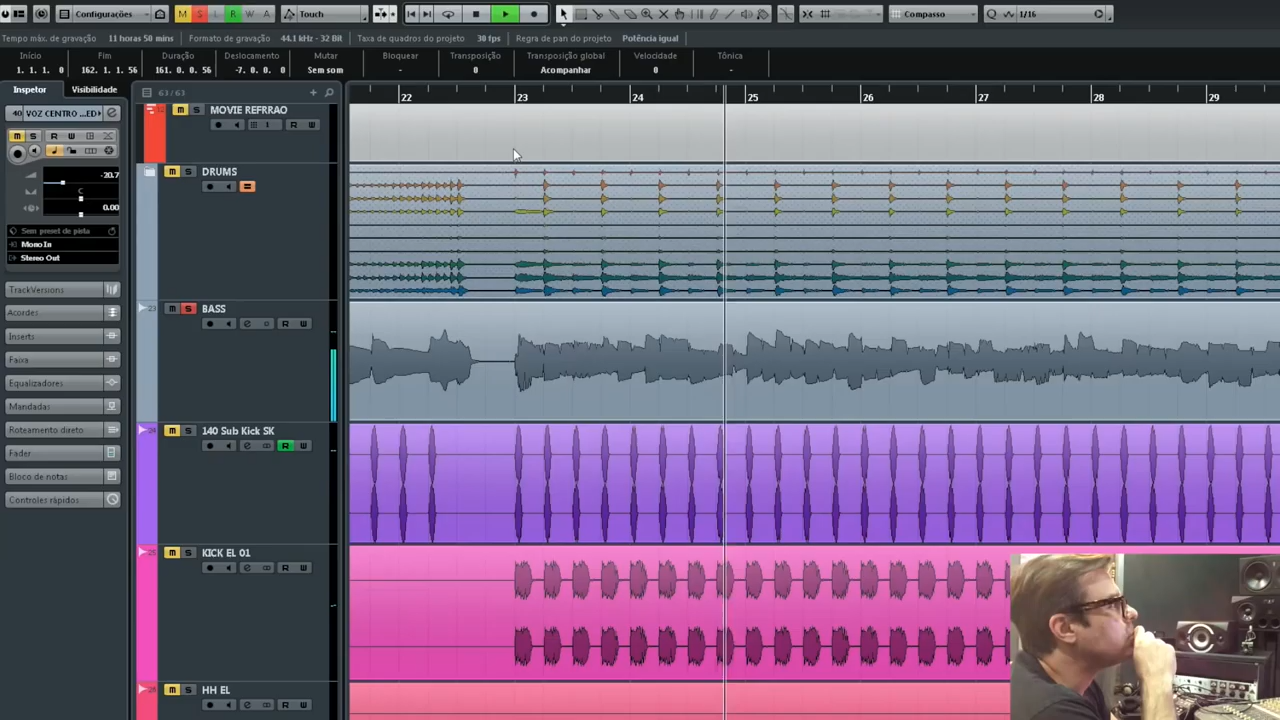 Configurações M S L R W A Touch Compasso Q 1/16
Tempo máx. de gravação 11 horas 50 mins Formato de gravação 44.1 kHz - 32 Bit Taxa de quadros do projeto 30 fps Regra de pan do projeto Potência igual
Início Fim Duração Deslocamento Mutar Bloquear Transposição Transposição global Velocidade Tônica
1. 1. 1. 0 162. 1. 1. 56 161. 0. 0. 56 -7. 0. 0. 0 Sem som - 0 Acompanhar 0 -
Inspetor Visibilidade 63/63
22 23 24 25 26 27 28 29
40 VOZ CENTRO ...ED
M S R W
-20.7
C
0.00
Sem preset de pista
Mono In
Stereo Out
TrackVersions
Acordes
Inserts
Faixa
Equalizadores
Mandadas
Roteamento direto
Fader
Bloco de notas
Controles rápidos
M S MOVIE REFRRAO
1 R W
M S DRUMS
23 M S BASS
R W
M S 140 Sub Kick SK
R W
25 M S KICK EL 01
R W
M S HH EL
R W